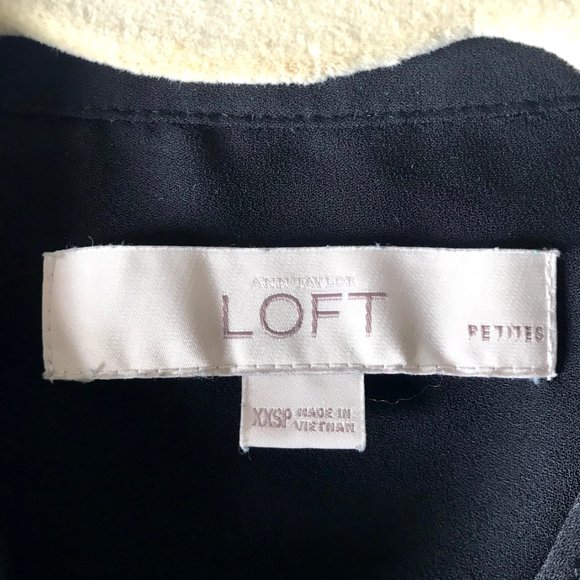 ANN TAYLOR
LOFT
PETITES
XXSP MADE IN
VIETNAM